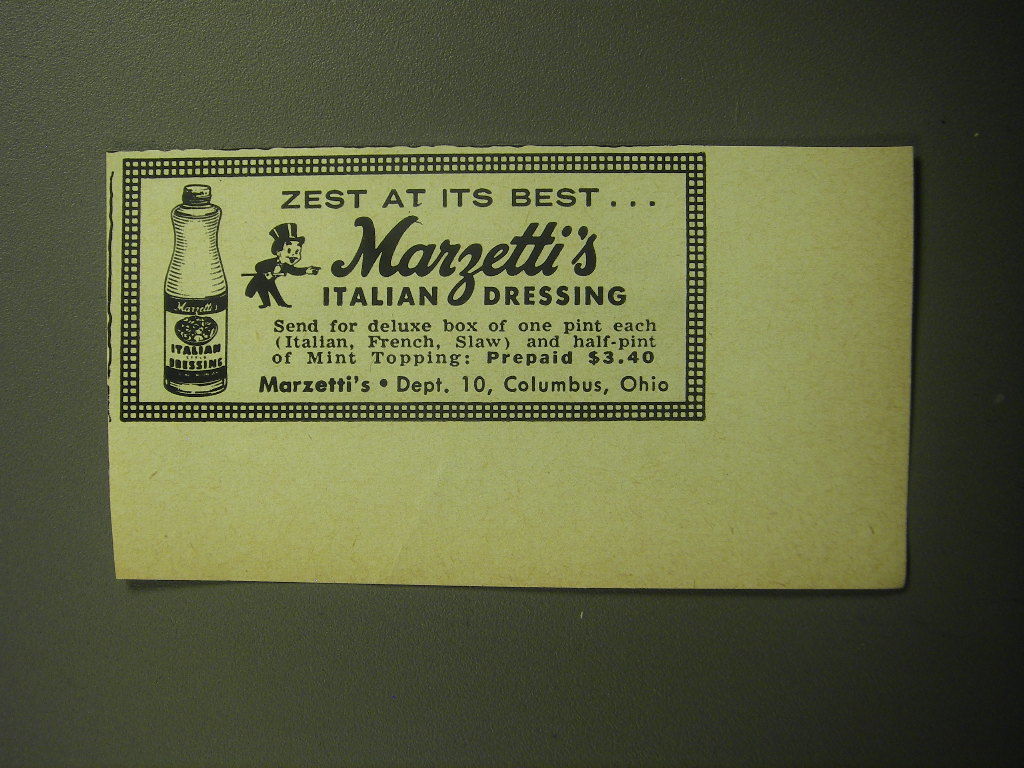 ZEST AT ITS BEST...
Marzetti's
ITALIAN DRESSING
Send for deluxe box of one pint each
(Italian, French, Slaw) and half-pint
of Mint Topping: Prepaid $3.40
Marzetti's • Dept. 10, Columbus, Ohio
Marzetti's
ITALIAN
DRESSING